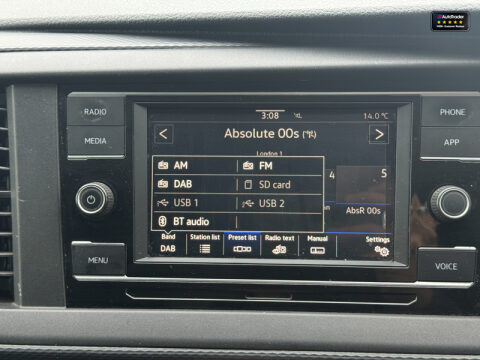 AutoTrader
RADIO
MEDIA
MENU
PHONE
APP
VOICE
3:08
14.0 °C
Absolute 00s
London 1
AM
FM
DAB
SD card
USB 1
USB 2
BT audio
4
5
AbsR 00s
Band
DAB
Station list
Preset list
Radio text
Manual
Settings